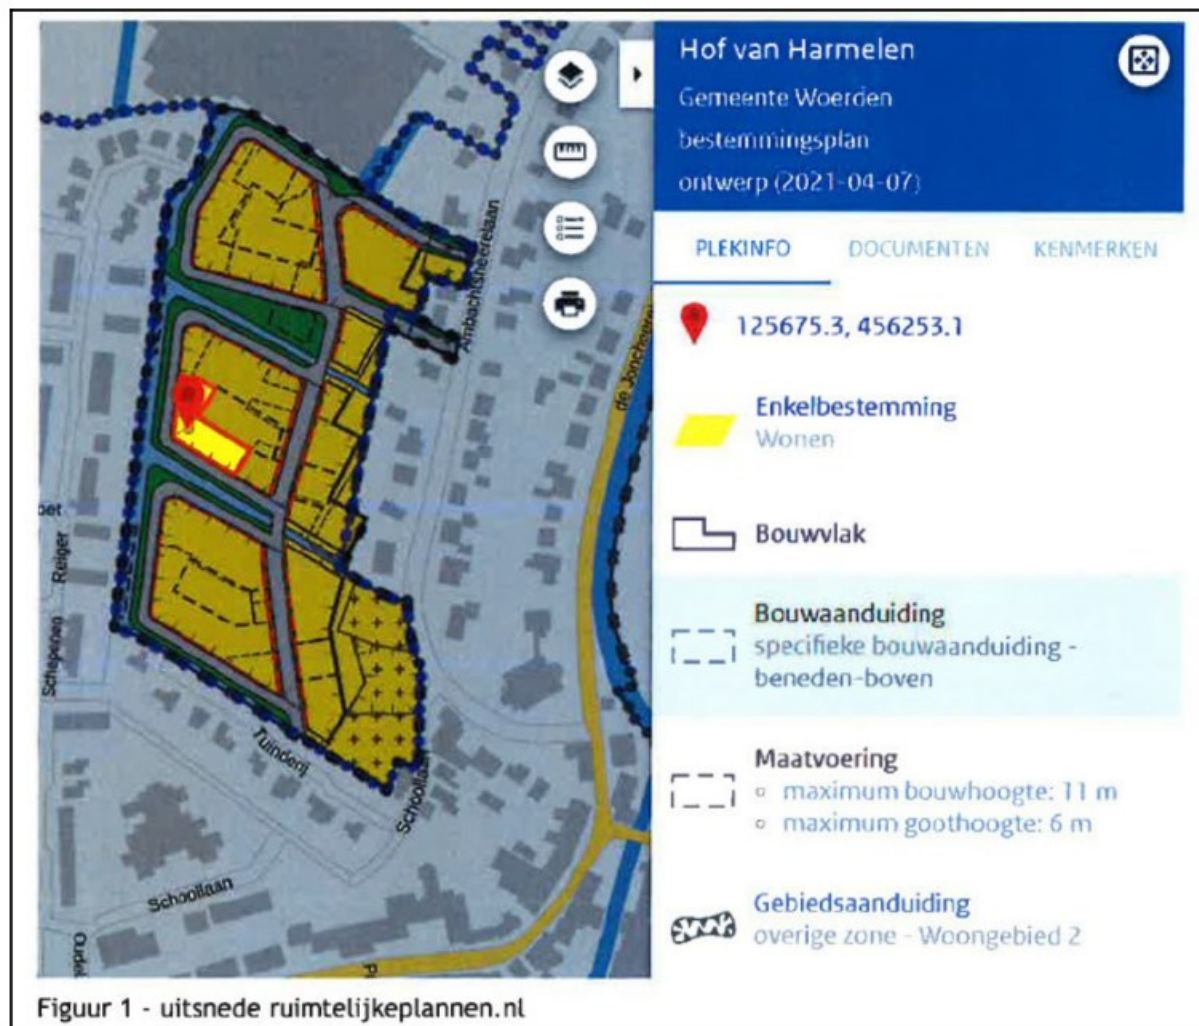 Hof van Harmelen
Gemeente Woerden
bestemmingsplan
ontwerp (2021-04-07)
PLEKINFO DOCUMENTEN KENMERKEN
125675.3, 456253.1
Enkelbestemming
Wonen
Bouwvlak
Bouwaanduiding
specifieke bouwaanduiding -
beneden-boven
Maatvoering
maximum bouwhoogte: 11 m
maximum goothoogte: 6 m
Gebiedsaanduiding
overige zone - Woongebied 2
Ambachtsheerelaan
de Joncheere
oet
Reiger
Schepenen
Tuinderij
Schoollaan
Schoollaan
Oudel
Figuur 1 - uitsnede ruimtelijkeplannen.nl